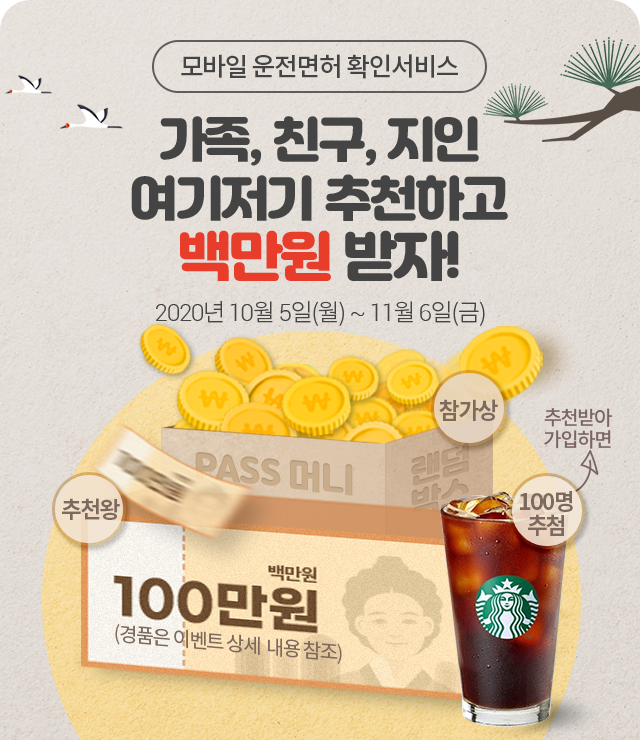 모바일 운전면허 확인서비스
가족, 친구, 지인
여기저기 추천하고
백만원 받자!
2020년 10월 5일(월) ~ 11월 6일(금)
참가상
추천받아
가입하면
PASS 머니
랜덤
박스
추천왕
100명
추첨
백만원
100만원
(경품은 이벤트 상세 내용 참조)